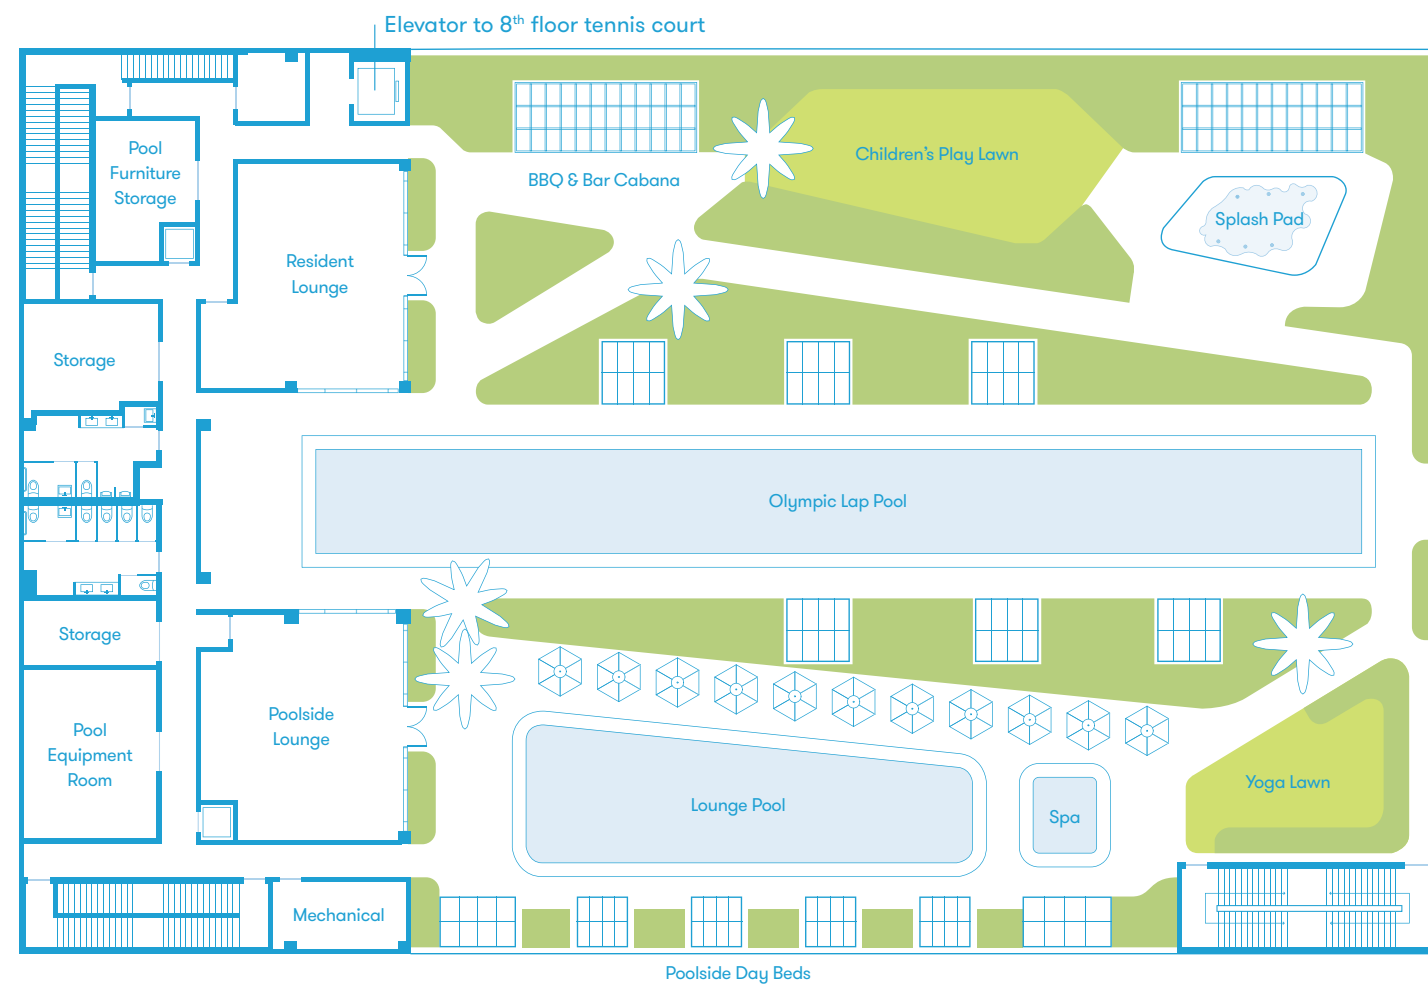 Elevator to 8th floor tennis court
Pool
Furniture
Storage
BBQ & Bar Cabana
Children's Play Lawn
Splash Pad
Resident
Lounge
Storage
Olympic Lap Pool
Storage
Pool
Equipment
Room
Poolside
Lounge
Lounge Pool
Spa
Yoga Lawn
Mechanical
Poolside Day Beds